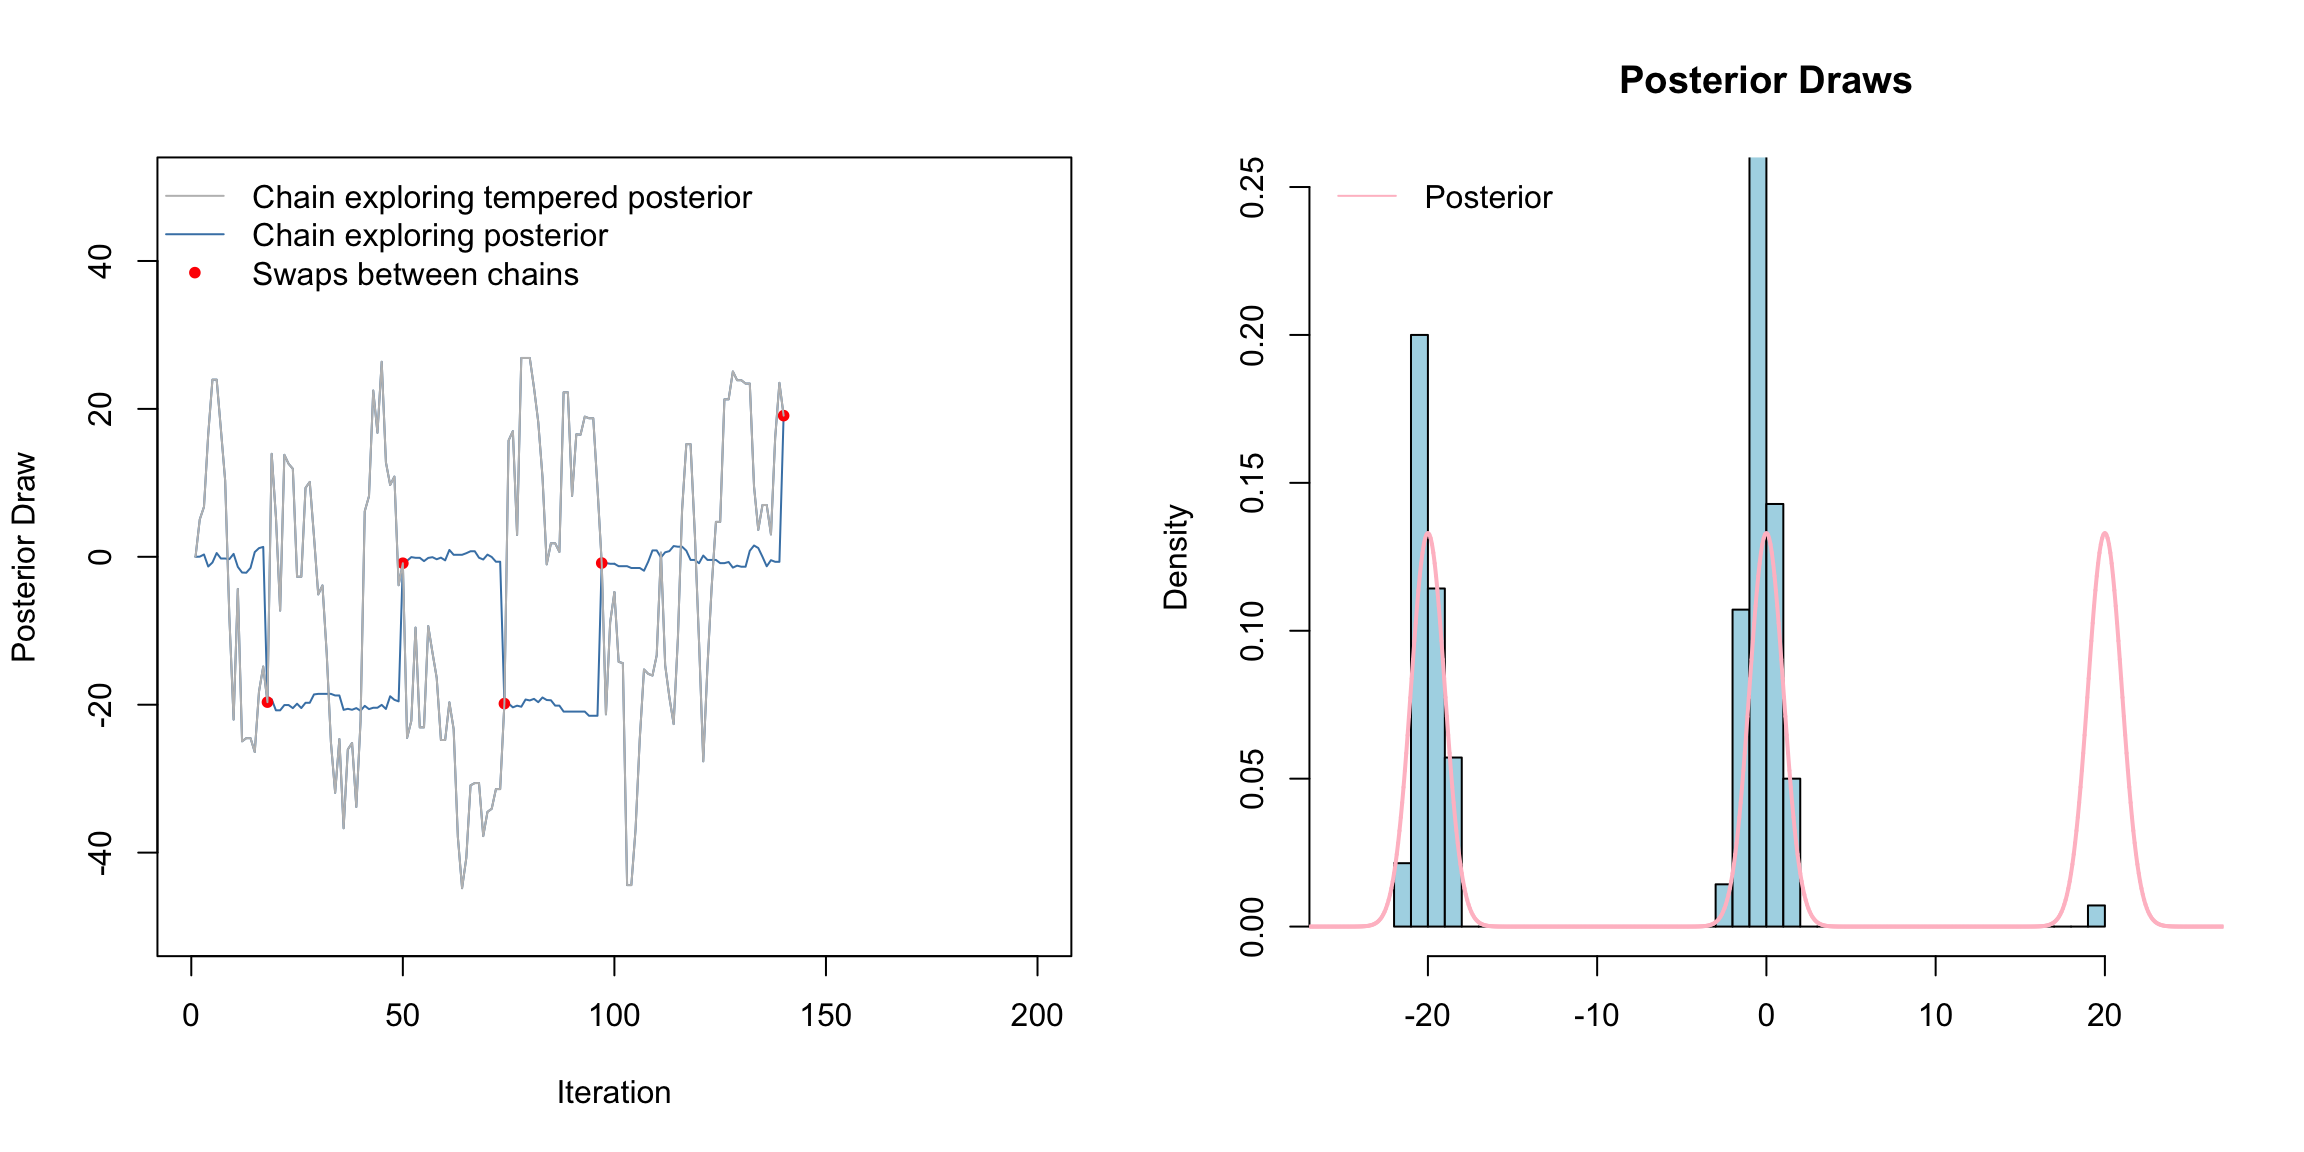 Chain exploring tempered posterior
Chain exploring posterior
Swaps between chains
Posterior Draw
40
20
0
-20
-40
0 50 100 150 200
Iteration
Posterior Draws
Posterior
Density
0.25
0.20
0.15
0.10
0.05
0.00
-20 -10 0 10 20